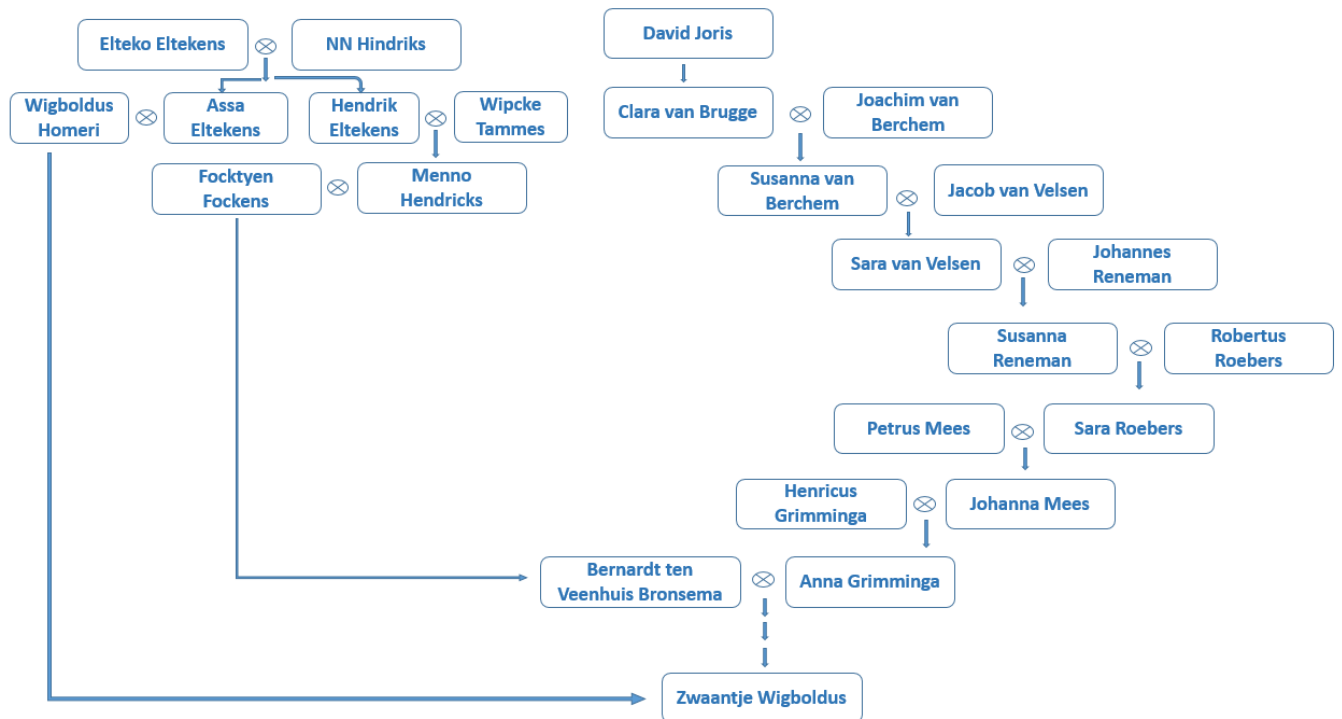 Elteko Eltekens
NN Hindriks
David Joris
Wigboldus
Homeri
Assa
Eltekens
Hendrik
Eltekens
Wipcke
Tammes
Clara van Brugge
Joachim van
Berchem
Focktyen
Fockens
Menno
Hendricks
Susanna van
Berchem
Jacob van Velsen
Sara van Velsen
Johannes
Reneman
Susanna
Reneman
Robertus
Roebers
Petrus Mees
Sara Roebers
Henricus
Grimminga
Johanna Mees
Bernardt ten
Veenhuis Bronsema
Anna Grimminga
Zwaantje Wigboldus